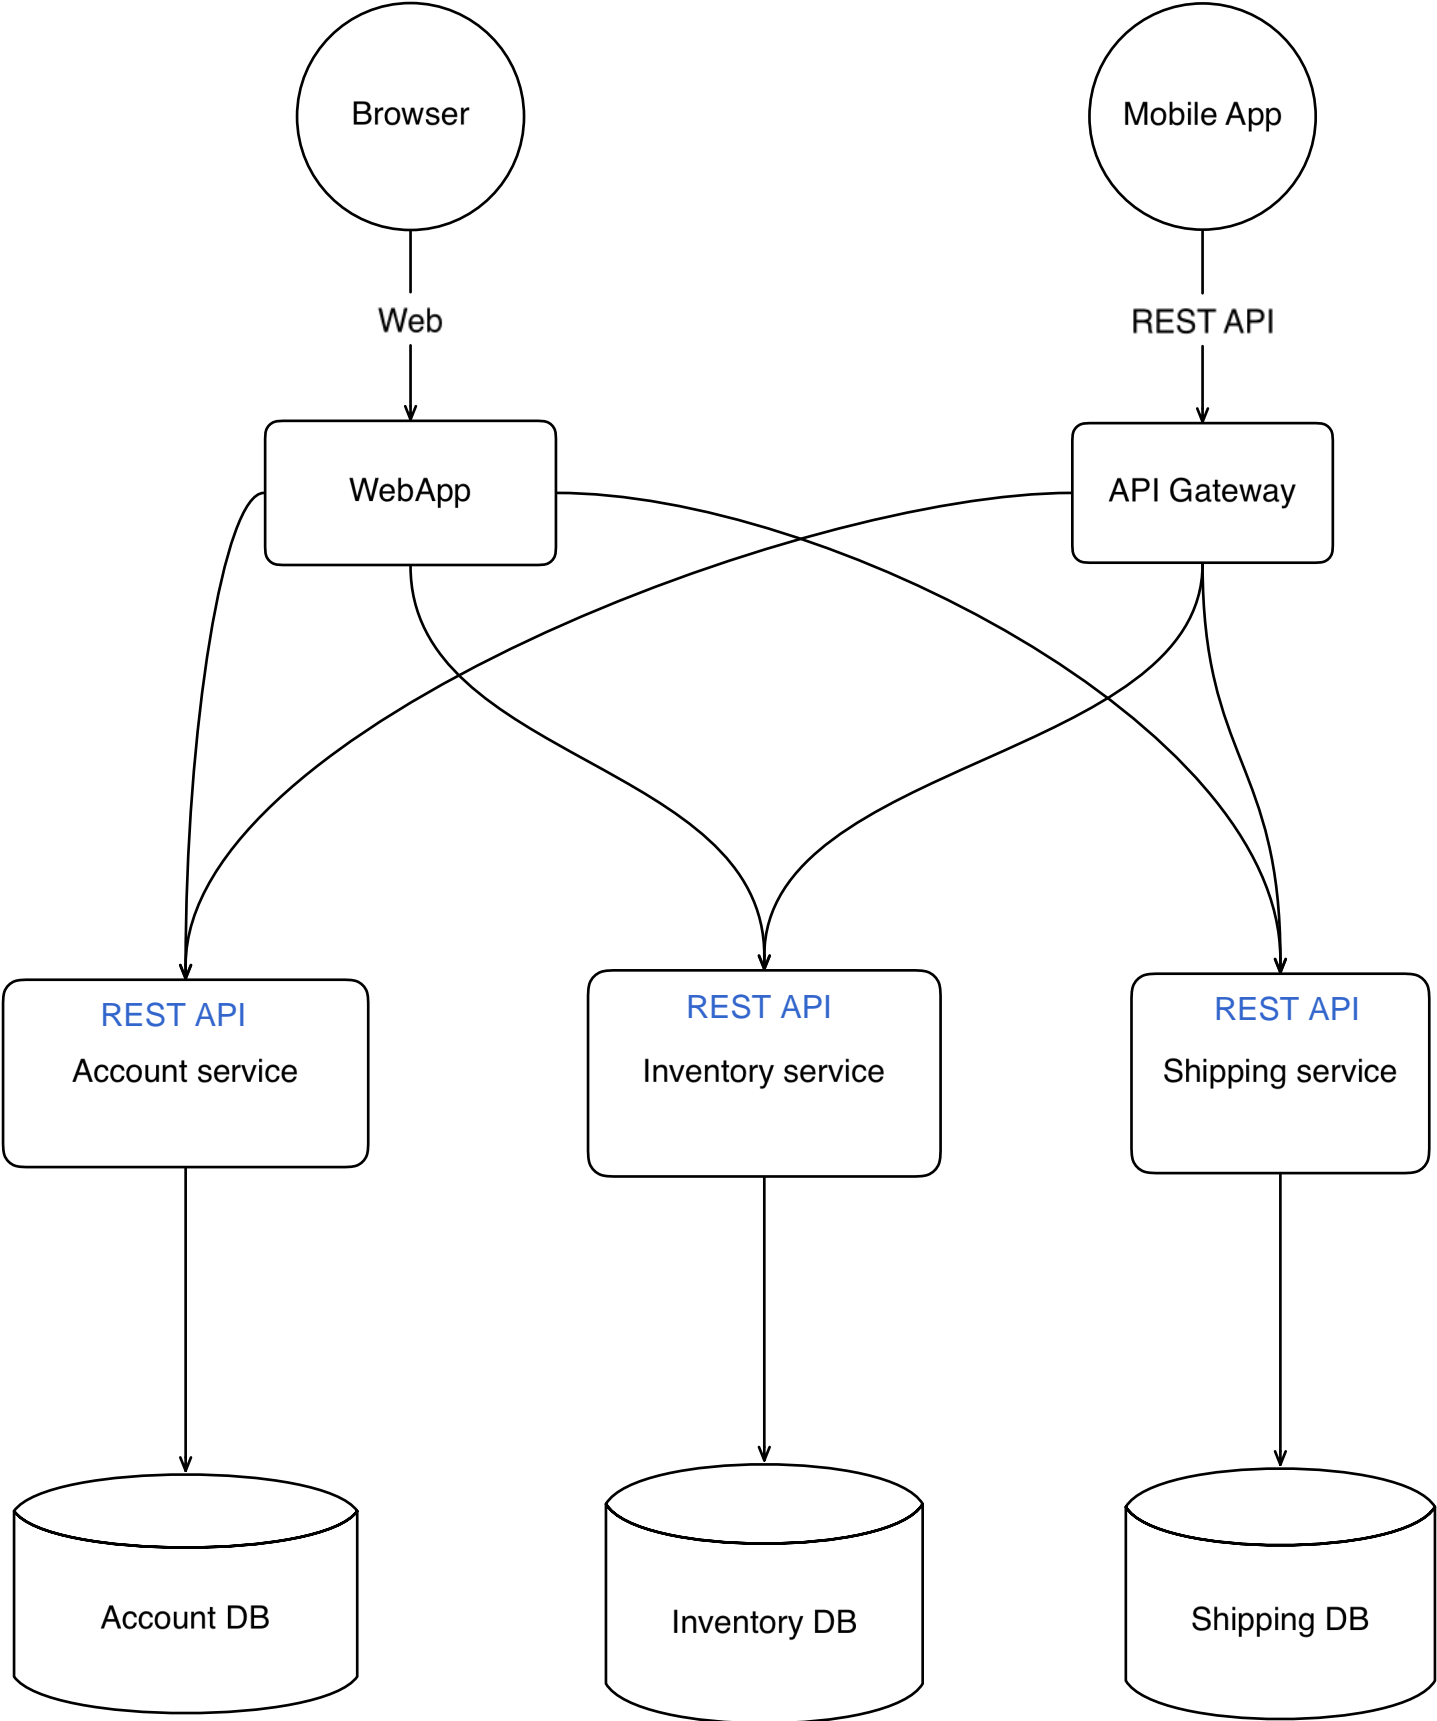 Browser
Mobile App
Web
REST API
WebApp
API Gateway
REST API
Account service
REST API
Inventory service
REST API
Shipping service
Account DB
Inventory DB
Shipping DB